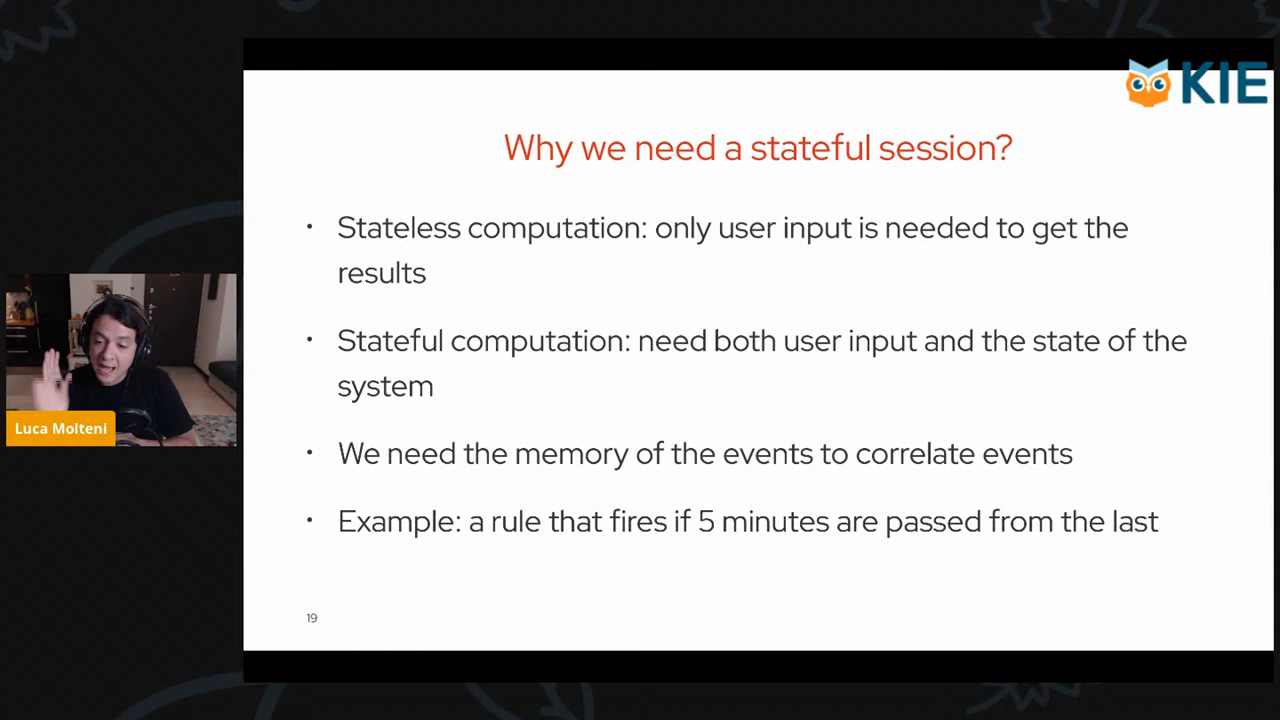 KIE
Why we need a stateful session?
• Stateless computation: only user input is needed to get the
results
• Stateful computation: need both user input and the state of the
system
• We need the memory of the events to correlate events
• Example: a rule that fires if 5 minutes are passed from the last
19
Luca Molteni